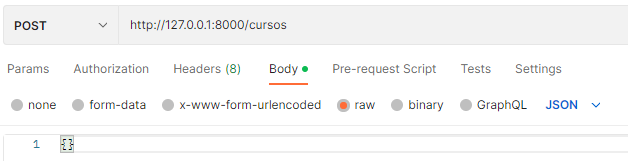 POST http://127.0.0.1:8000/cursos
Params Authorization Headers (8) Body Pre-request Script Tests Settings
none form-data x-www-form-urlencoded raw binary GraphQL JSON
1 {}